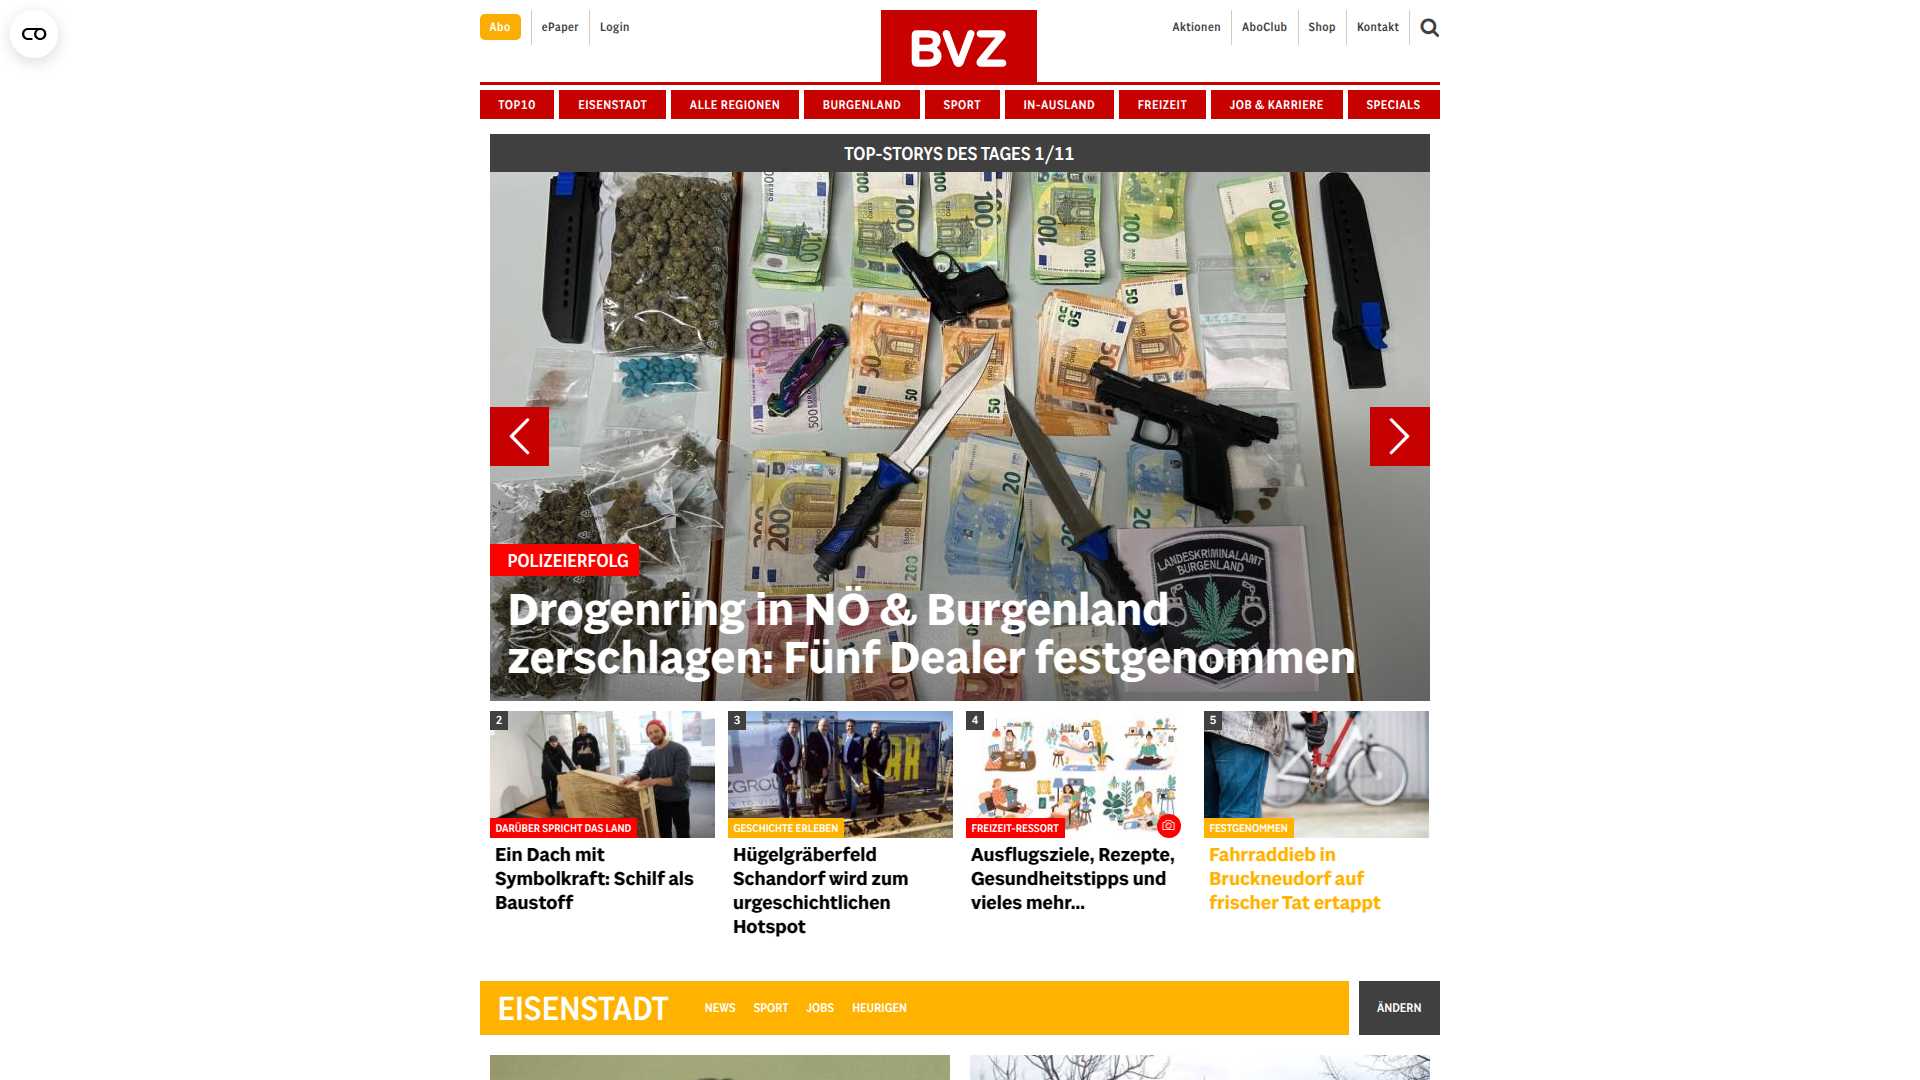 Abo
ePaper
Login
BVZ
Aktionen
AboClub
Shop
Kontakt
TOP10
EISENSTADT
ALLE REGIONEN
BURGENLAND
SPORT
IN-AUSLAND
FREIZEIT
JOB & KARRIERE
SPECIALS
TOP-STORYS DES TAGES 1/11
LANDESKRIMINALAMT
BURGENLAND
POLIZEIERFOLG
Drogenring in NÖ & Burgenland
zerschlagen: Fünf Dealer festgenommen
2
DARÜBER SPRICHT DAS LAND
Ein Dach mit
Symbolkraft: Schilf als
Baustoff
3
GESCHICHTE ERLEBEN
Hügelgräberfeld
Schandorf wird zum
urgeschichtlichen
Hotspot
4
FREIZEIT-RESSORT
Ausflugsziele, Rezepte,
Gesundheitstipps und
vieles mehr...
5
FESTGENOMMEN
Fahrraddieb in
Bruckneudorf auf
frischer Tat ertappt
EISENSTADT
NEWS
SPORT
JOBS
HEURIGEN
ÄNDERN